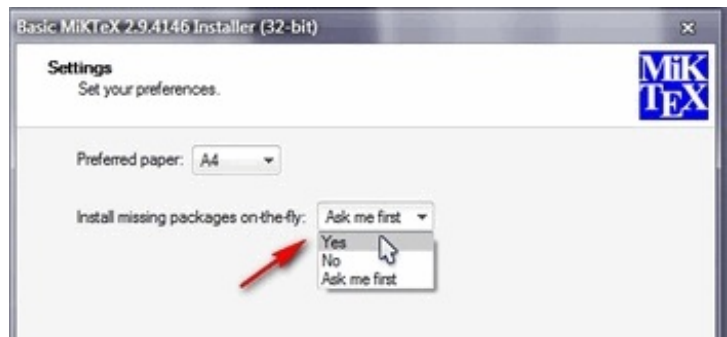 Basic MiKTeX 2.9.4146 Installer (32-bit)
Settings
Set your preferences.
MiK
TEX
Preferred paper: A4
Install missing packages on-the-fly: Ask me first
Yes
No
Ask me first